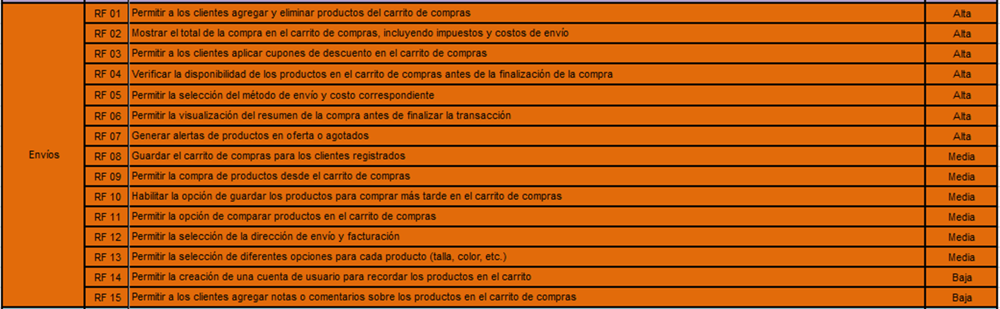 Envíos
RF 01 Permitir a los clientes agregar y eliminar productos del carrito de compras Alta
RF 02 Mostrar el total de la compra en el carrito de compras, incluyendo impuestos y costos de envío Alta
RF 03 Permitir a los clientes aplicar cupones de descuento en el carrito de compras Alta
RF 04 Verificar la disponibilidad de los productos en el carrito de compras antes de la finalización de la compra Alta
RF 05 Permitir la selección del método de envío y costo correspondiente Alta
RF 06 Permitir la visualización del resumen de la compra antes de finalizar la transacción Alta
RF 07 Generar alertas de productos en oferta o agotados Alta
RF 08 Guardar el carrito de compras para los clientes registrados Media
RF 09 Permitir la compra de productos desde el carrito de compras Media
RF 10 Habilitar la opción de guardar los productos para comprar más tarde en el carrito de compras Media
RF 11 Permitir la opción de comparar productos en el carrito de compras Media
RF 12 Permitir la selección de la dirección de envío y facturación Media
RF 13 Permitir la selección de diferentes opciones para cada producto (talla, color, etc.) Media
RF 14 Permitir la creación de una cuenta de usuario para recordar los productos en el carrito Baja
RF 15 Permitir a los clientes agregar notas o comentarios sobre los productos en el carrito de compras Baja